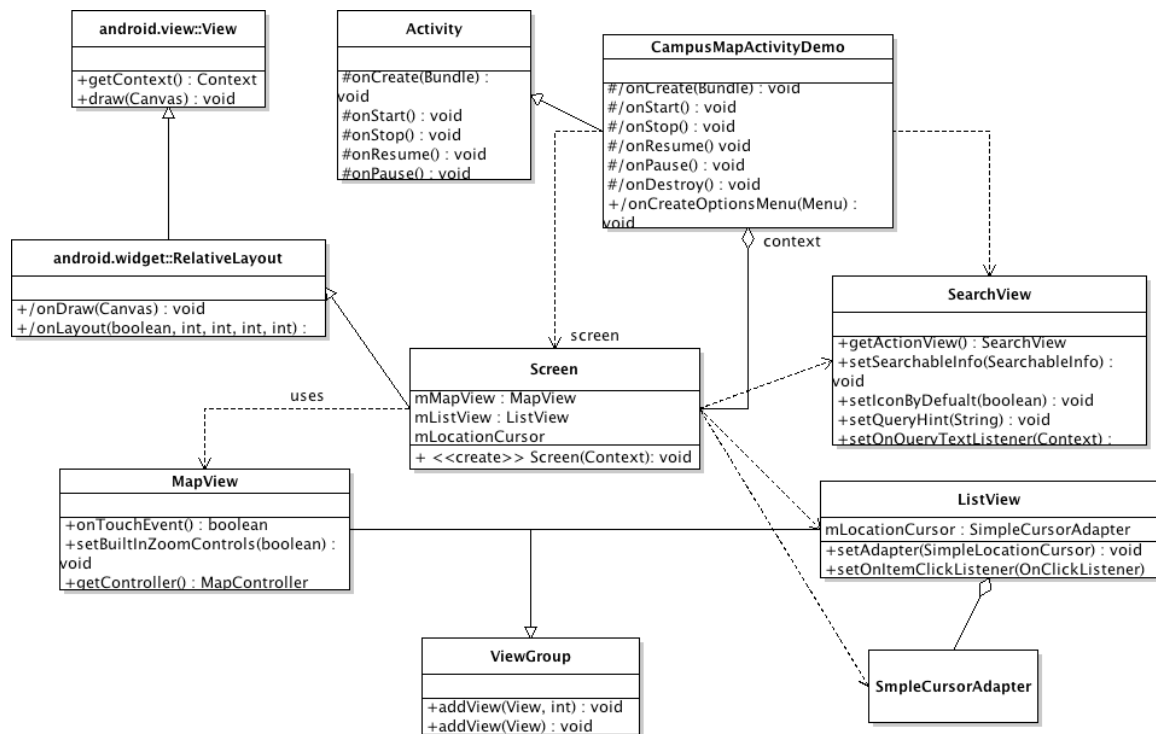 android.view::View
+getContext() : Context
+draw(Canvas) : void
Activity
#onCreate(Bundle) :
void
#onStart() : void
#onStop() : void
#onResume() : void
#onPause() : void
CampusMapActivityDemo
#/onCreate(Bundle) : void
#/onStart() : void
#/onStop() : void
#/onResume() void
#/onPause() : void
#/onDestroy() : void
+/onCreateOptionsMenu(Menu) :
void
context
android.widget::RelativeLayout
+/onDraw(Canvas) : void
+/onLayout(boolean, int, int, int, int) :
SearchView
+getActionView() : SearchView
+setSearchableInfo(SearchableInfo) :
void
+setIconByDefualt(boolean) : void
+setQueryHint(String) : void
+setOnQueryTextListener(Context) :
screen
Screen
mMapView : MapView
mListView : ListView
mLocationCursor
+ <<create>> Screen(Context): void
uses
MapView
+onTouchEvent() : boolean
+setBuiltInZoomControls(boolean) :
void
+getController() : MapController
ListView
mLocationCursor : SimpleCursorAdapter
+setAdapter(SimpleLocationCursor) : void
+setOnItemClickListener(OnClickListener)
ViewGroup
+addView(View, int) : void
+addView(View) : void
SmpleCursorAdapter